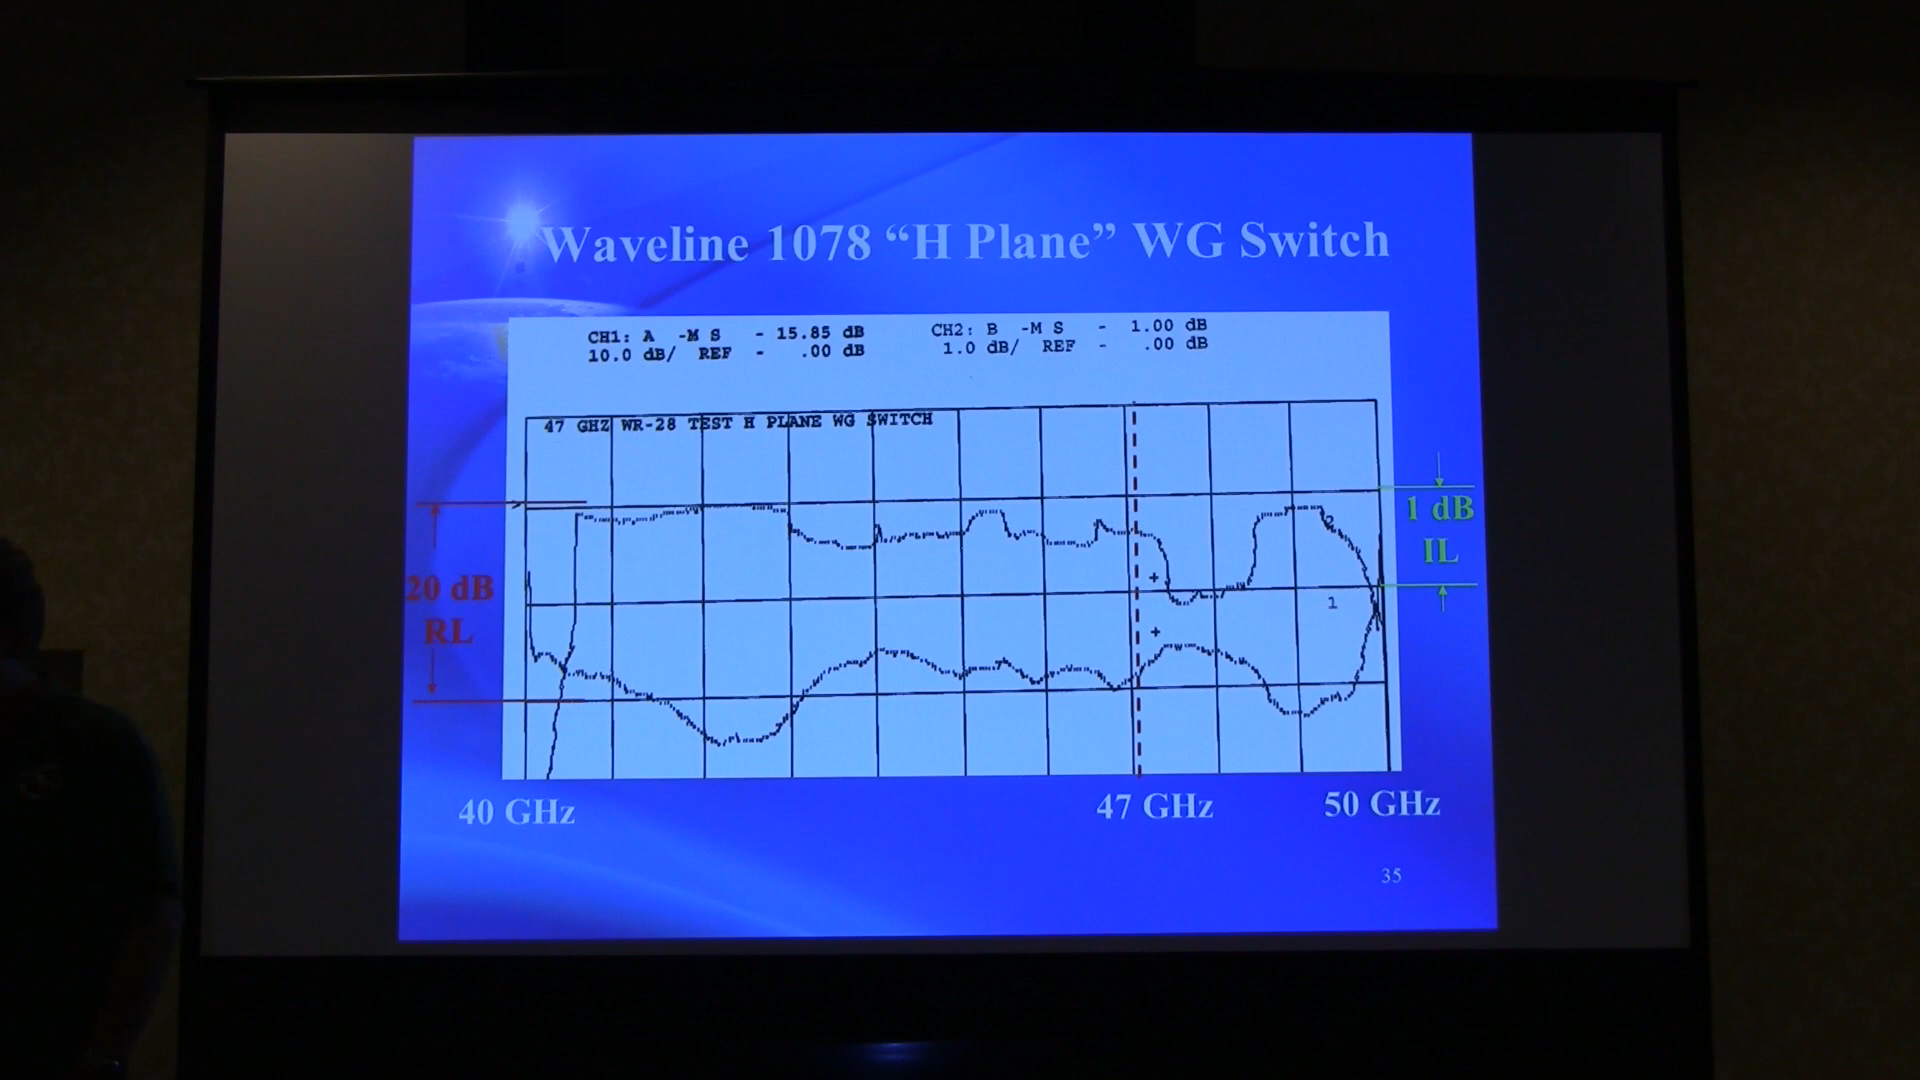 Waveline 1078 “H Plane” WG Switch
CH1: A -M S - 15.85 dB
10.0 dB/ REF - .00 dB
CH2: B -M S - 1.00 dB
1.0 dB/ REF - .00 dB
47 GHZ WR-28 TEST H PLANE WG SWITCH
1 dB
IL
2
1
20 dB
RL
40 GHz
47 GHz
50 GHz
35